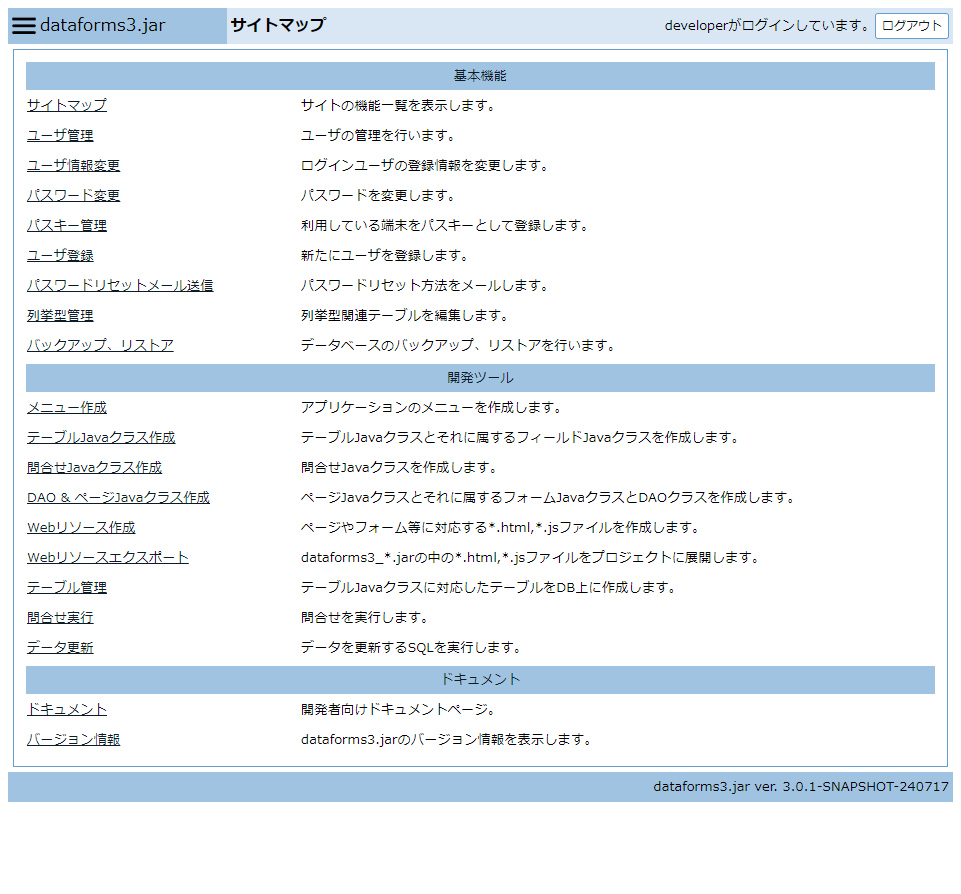 dataforms3.jar サイトマップ developerがログインしています。 ログアウト
基本機能
サイトマップ サイトの機能一覧を表示します。
ユーザ管理 ユーザの管理を行います。
ユーザ情報変更 ログインユーザの登録情報を変更します。
パスワード変更 パスワードを変更します。
パスキー管理 利用している端末をパスキーとして登録します。
ユーザ登録 新たにユーザを登録します。
パスワードリセットメール送信 パスワードリセット方法をメールします。
列挙型管理 列挙型関連テーブルを編集します。
バックアップ、リストア データベースのバックアップ、リストアを行います。
開発ツール
メニュー作成 アプリケーションのメニューを作成します。
テーブルJavaクラス作成 テーブルJavaクラスとそれに属するフィールドJavaクラスを作成します。
問合せJavaクラス作成 問合せJavaクラスを作成します。
DAO & ページJavaクラス作成 ページJavaクラスとそれに属するフォームJavaクラスとDAOクラスを作成します。
Webリソース作成 ページやフォーム等に対応する*.html,*.jsファイルを作成します。
Webリソースエクスポート dataforms3_*.jarの中の*.html,*.jsファイルをプロジェクトに展開します。
テーブル管理 テーブルJavaクラスに対応したテーブルをDB上に作成します。
問合せ実行 問合せを実行します。
データ更新 データを更新するSQLを実行します。
ドキュメント
ドキュメント 開発者向けドキュメントページ。
バージョン情報 dataforms3.jarのバージョン情報を表示します。
dataforms3.jar ver. 3.0.1-SNAPSHOT-240717